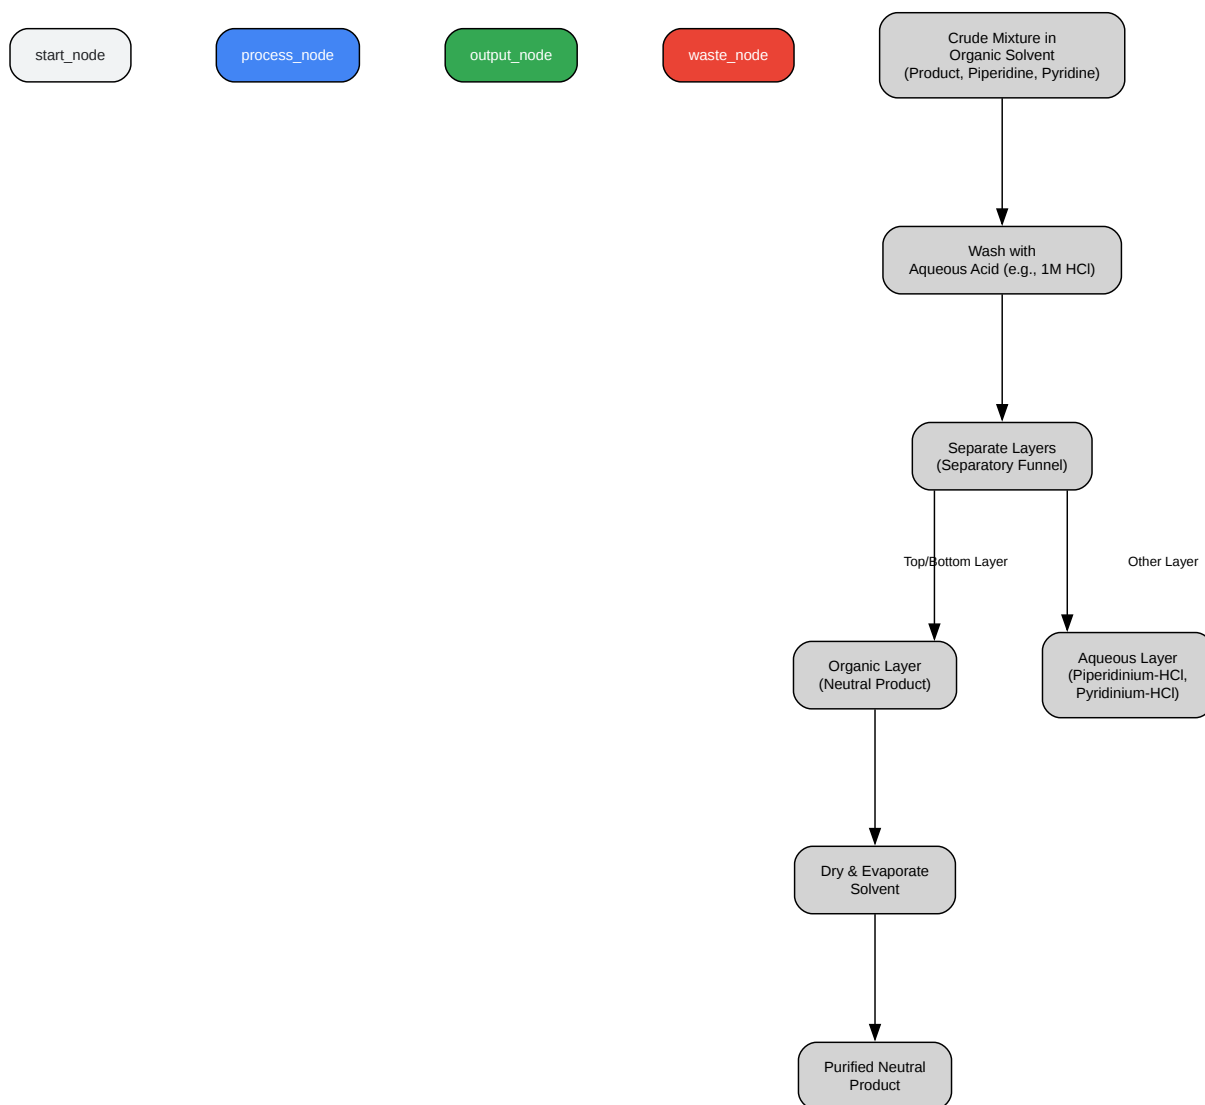 start_node
process_node
output_node
waste_node
Crude Mixture in
Organic Solvent
(Product, Piperidine, Pyridine)
Wash with
Aqueous Acid (e.g., 1M HCl)
Separate Layers
(Separatory Funnel)
Top/Bottom Layer
Other Layer
Organic Layer
(Neutral Product)
Aqueous Layer
(Piperidinium-HCl,
Pyridinium-HCl)
Dry & Evaporate
Solvent
Purified Neutral
Product